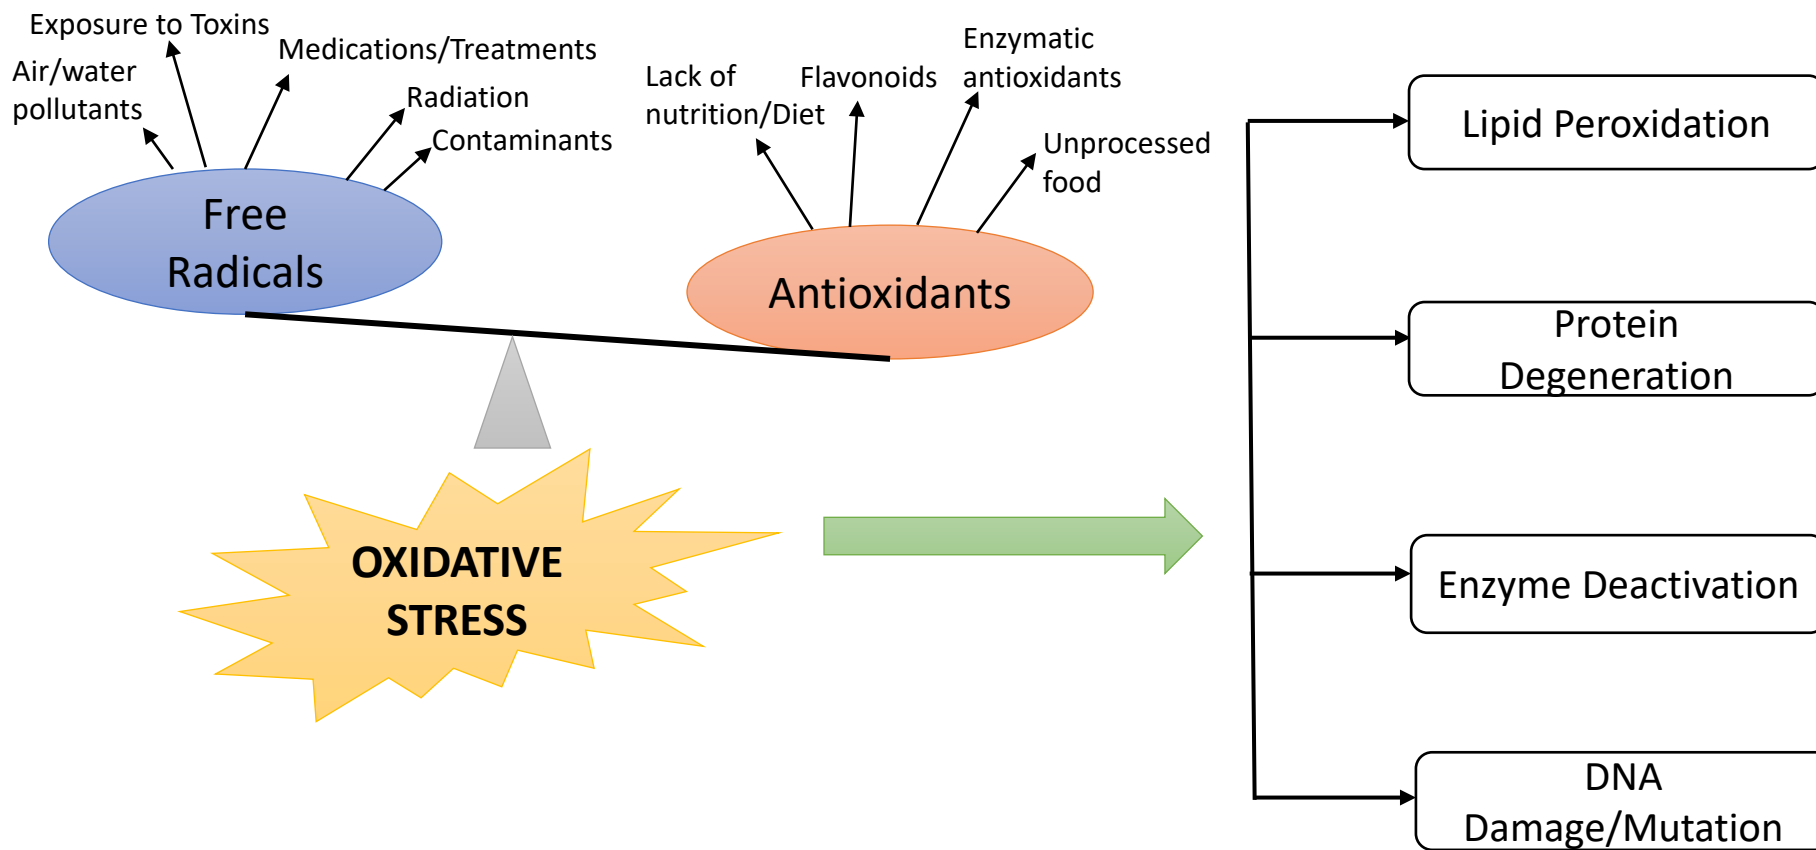 Exposure to Toxins
Medications/Treatments
Air/water
pollutants
Radiation
Contaminants
Free
Radicals
Lack of
nutrition/Diet
Flavonoids
Enzymatic
antioxidants
Unprocessed
food
Antioxidants
OXIDATIVE
STRESS
Lipid Peroxidation
Protein
Degeneration
Enzyme Deactivation
DNA
Damage/Mutation